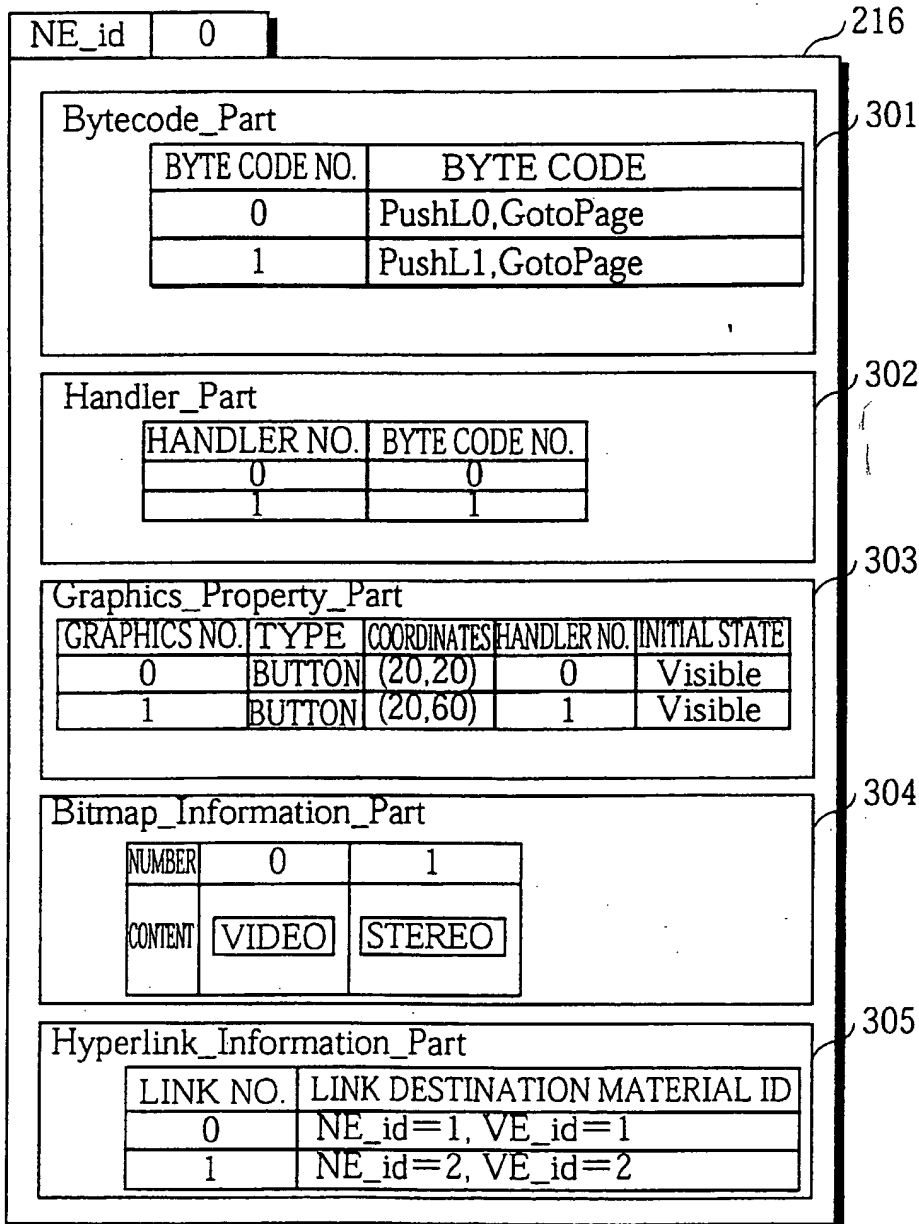 NE_id 0
216
301
Bytecode_Part
BYTE CODE NO. BYTE CODE
0 PushL0,GotoPage
1 PushL1,GotoPage
302
Handler_Part
HANDLER NO. BYTE CODE NO.
0 0
1 1
303
Graphics_Property_Part
GRAPHICS NO. TYPE COORDINATES HANDLER NO. INITIAL STATE
0 BUTTON (20,20) 0 Visible
1 BUTTON (20,60) 1 Visible
304
Bitmap_Information_Part
NUMBER 0 1
CONTENT VIDEO STEREO
305
Hyperlink_Information_Part
LINK NO. LINK DESTINATION MATERIAL ID
0 NE_id=1, VE_id=1
1 NE_id=2, VE_id=2